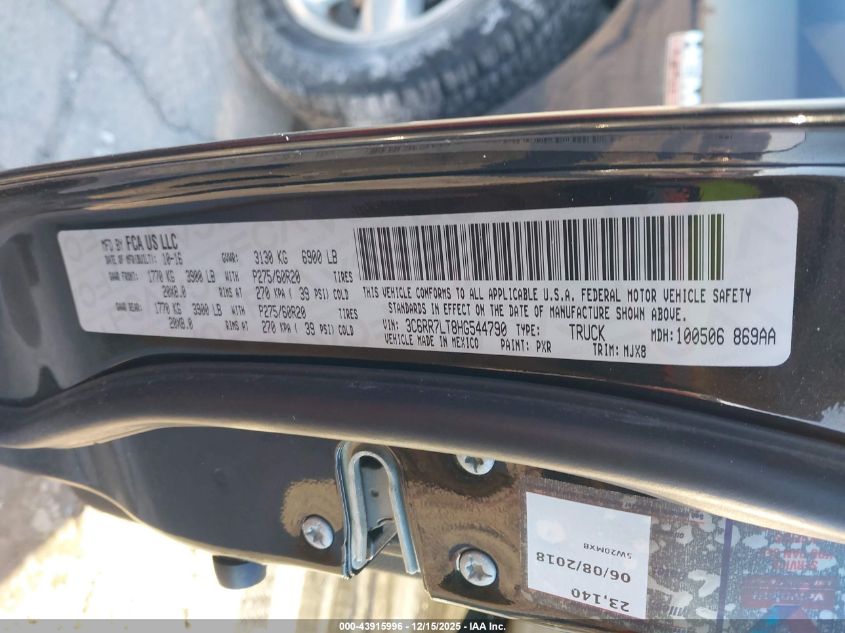 MFD BY FCA US LLC
DATE OF MFR(BUILT): 10-16 GVWR: 3130 KG 6900 LB
GAWR FRONT: 1770 KG 3900 LB WITH P275/60R20 TIRES
20X8.0 RIMS AT 270 KPA( 39 PSI) COLD
GAWR REAR: 1770 KG 3900 LB WITH P275/60R20 TIRES
20X8.0 RIMS AT 270 KPA( 39 PSI) COLD
THIS VEHICLE CONFORMS TO ALL APPLICABLE U.S.A. FEDERAL MOTOR VEHICLE SAFETY
STANDARDS IN EFFECT ON THE DATE OF MANUFACTURE SHOWN ABOVE.
VIN: 3C6RR7LT8HG544790 TYPE: TRUCK MDH:100506 869AA
VEHICLE MADE IN MEXICO PAINT: PXR TRIM: MJX8
23,140
06/08/2018
5W20MXB
000-43915996 - 12/15/2025 - IAA Inc.